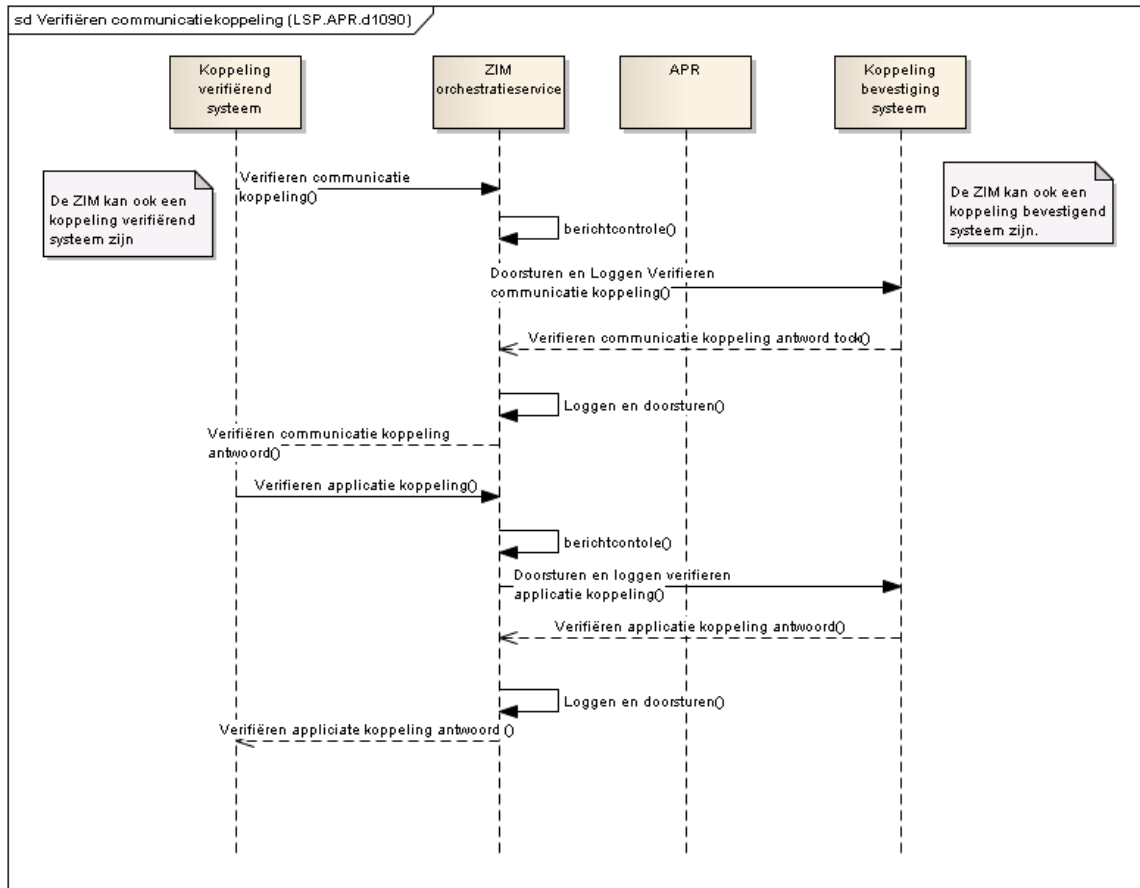 sd Verifiëren communicatiekoppeling (LSP.APR.d1090)
Koppeling
verifiërend
systeem
ZIM
orchestratieservice
APR
Koppeling
bevestiging
systeem
De ZIM kan ook een
koppeling verifiërend
systeem zijn
De ZIM kan ook een
koppeling bevestigend
systeem zijn.
Verifieren communicatie
koppeling()
berichtcontrole()
Doorsturen en Loggen Verifieren
communicatie koppeling()
Verifieren communicatie koppeling antword tock()
Loggen en doorsturen()
Verifiëren communicatie koppeling
antwoord()
Verifieren applicatie koppeling()
berichtcontole()
Doorsturen en loggen verifieren
applicatie koppeling()
Verifiëren applicatie koppeling antwoord()
Loggen en doorsturen()
Verifiëren appliciate koppeling antwoord ()